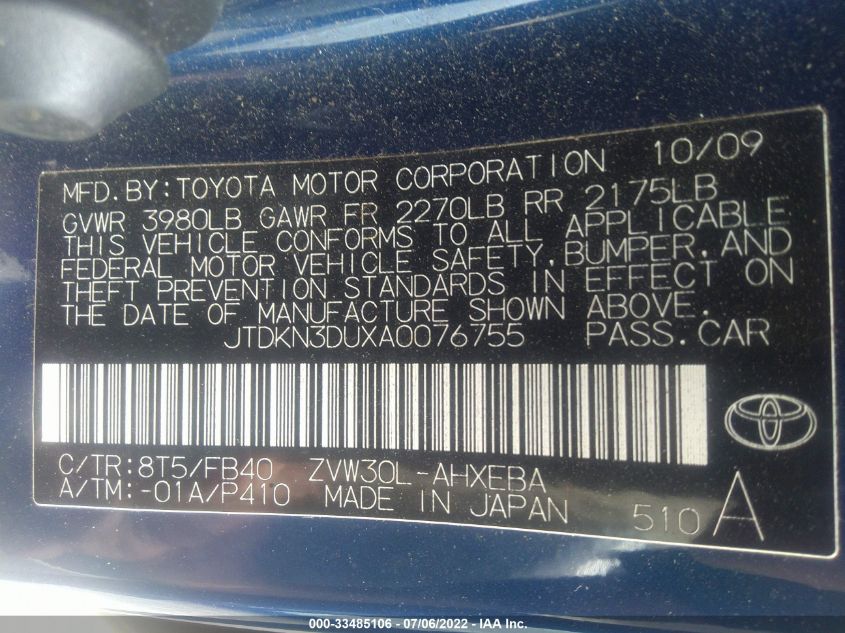 MFD.BY:TOYOTA MOTOR CORPORATION 10/09
GVWR 3980LB GAWR FR 2270LB RR 2175LB
THIS VEHICLE CONFORMS TO ALL APPLICABLE
FEDERAL MOTOR VEHICLE SAFETY,BUMPER,AND
THEFT PREVENTION STANDARDS IN EFFECT ON
THE DATE OF MANUFACTURE SHOWN ABOVE.
JTDKN3DUXA0076755 PASS.CAR
C/TR:8T5/FB40 ZVW30L-AHXEBA
A/TM:-01A/P410 MADE IN JAPAN 510 A
000-33485106 - 07/06/2022 - IAA Inc.